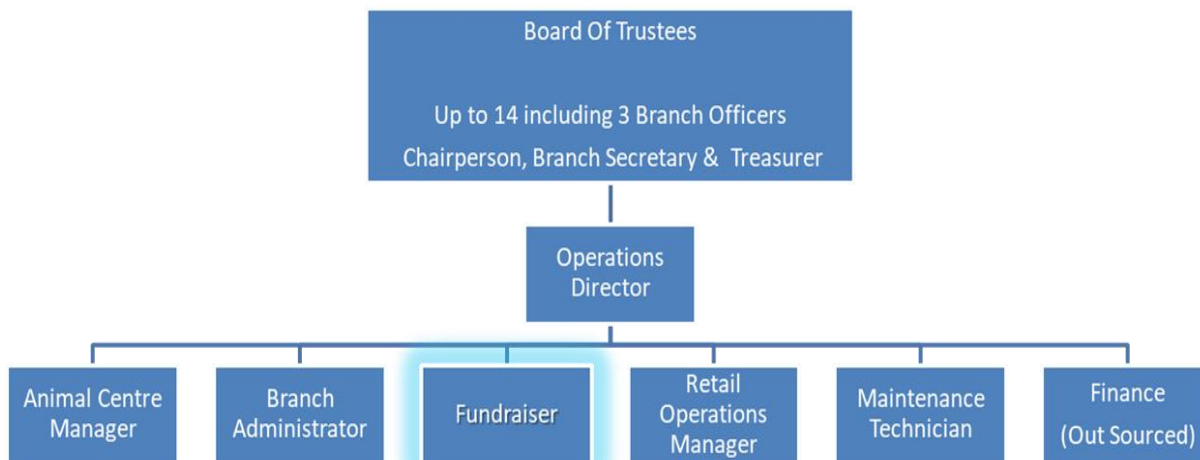 Board Of Trustees
Up to 14 including 3 Branch Officers
Chairperson, Branch Secretary & Treasurer
Operations
Director
Animal Centre
Manager
Branch
Administrator
Fundraiser
Retail
Operations
Manager
Maintenance
Technician
Finance
(Out Sourced)